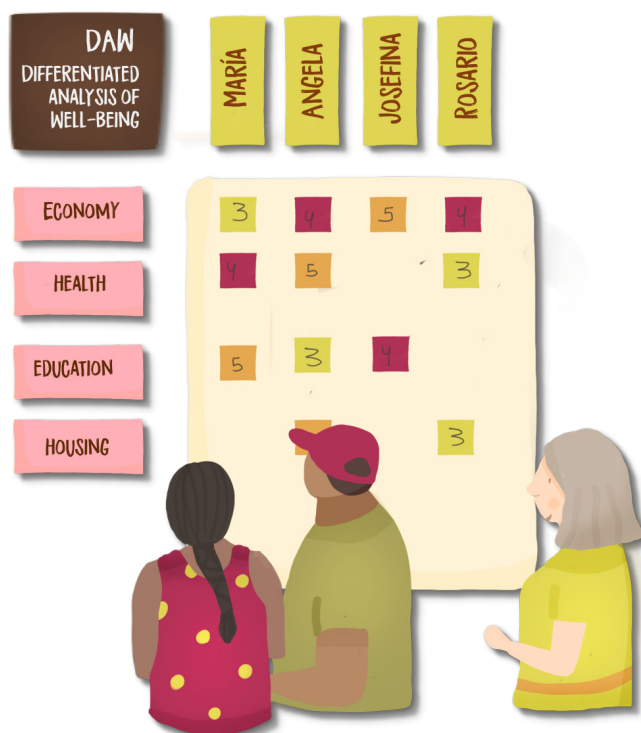 DAW
DIFFERENTIATED
ANALYSIS OF
WELL-BEING
MARÍA
ANGELA
JOSEFINA
ROSARIO
ECONOMY
3 4 5 4
HEALTH
4 5 3
EDUCATION
5 3 4
HOUSING
3